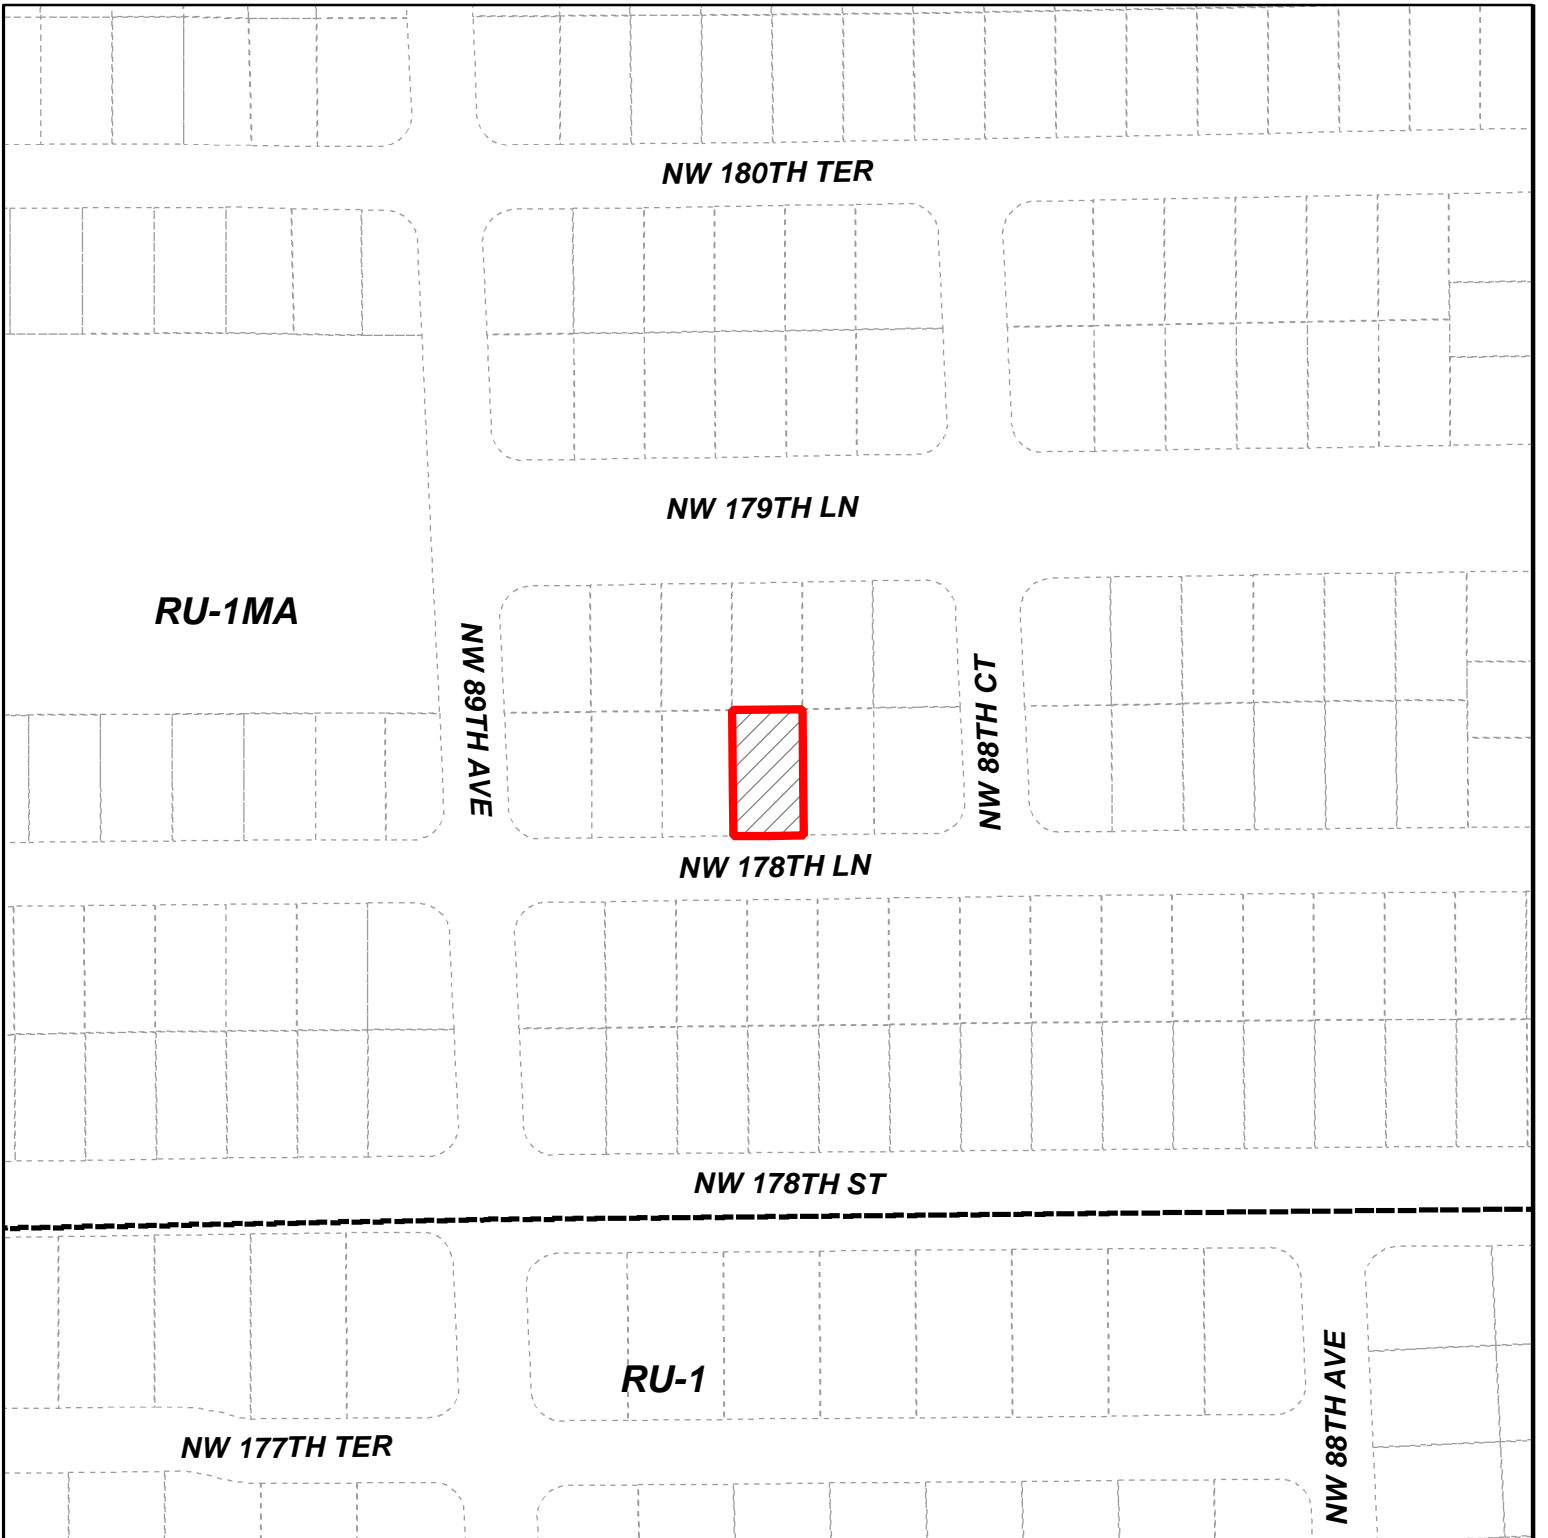 NW 180TH TER
NW 179TH LN
RU-1MA
NW 89TH AVE
NW 88TH CT
NW 178TH LN
NW 178TH ST
RU-1
NW 88TH AVE
NW 177TH TER